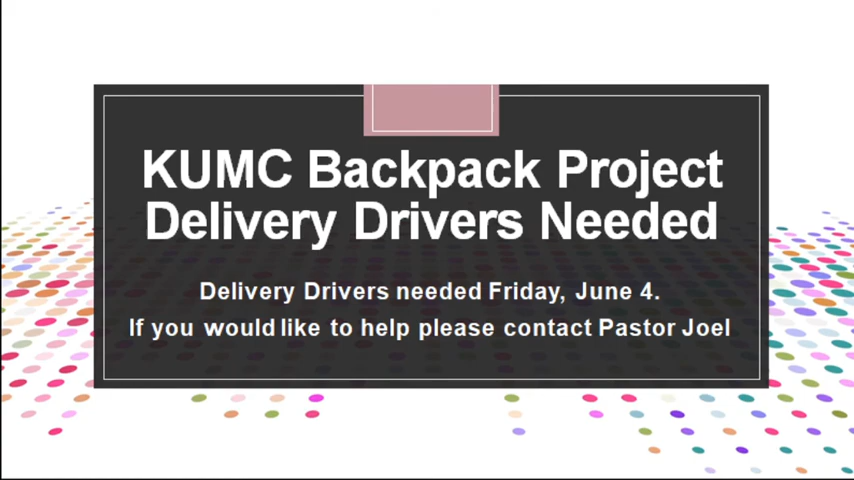 KUMC Backpack Project
Delivery Drivers Needed
Delivery Drivers needed Friday, June 4.
If you would like to help please contact Pastor Joel